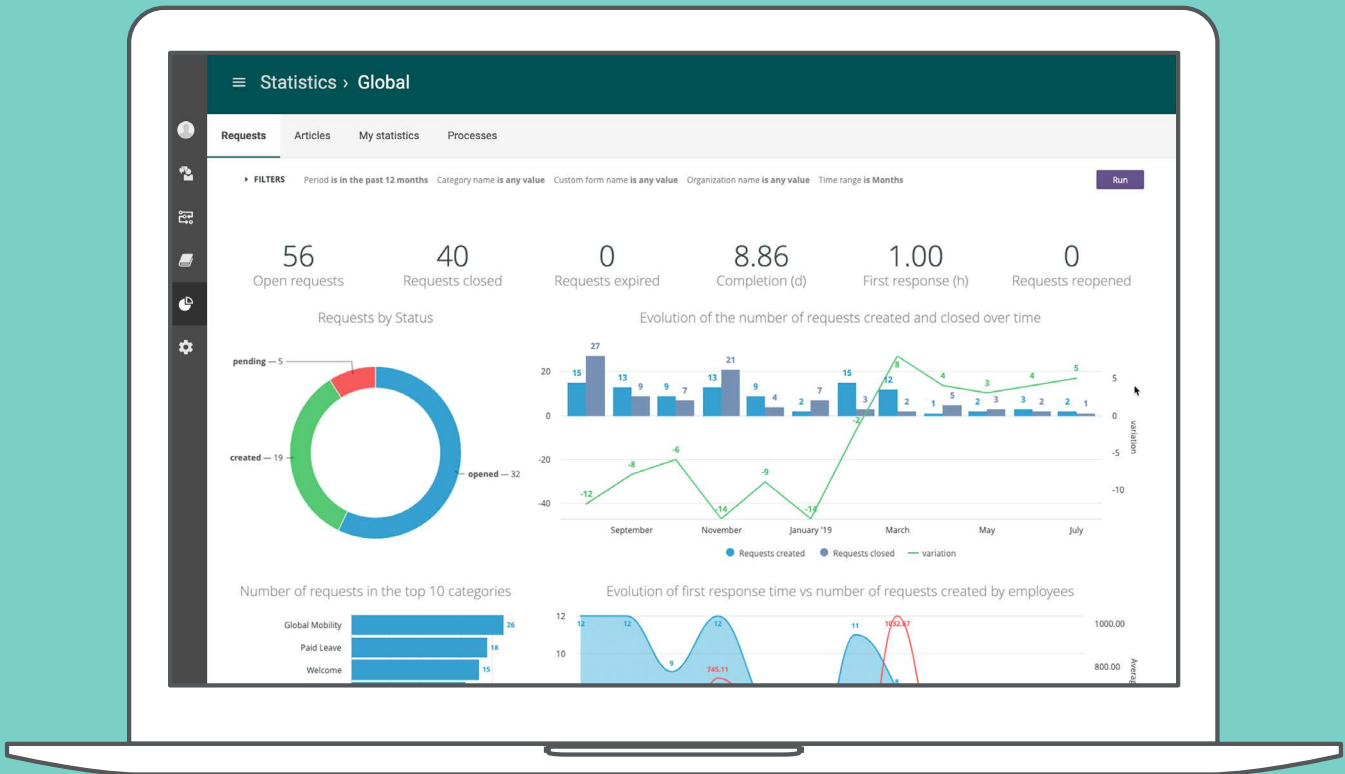 Statistics › Global
Requests Articles My statistics Processes
FILTERS Period is in the past 12 months Category name is any value Custom form name is any value Organization name is any value Time range is Months Run
56 40 0 8.86 1.00 0
Open requests Requests closed Requests expired Completion (d) First response (h) Requests reopened
Requests by Status
pending — 5
created — 19
opened — 32
Evolution of the number of requests created and closed over time
20
0
-20
-40
15 27 13 9 9 7 13 21 9 4 2 7 15 3 12 2 1 5 2 3 3 2 2 1
-12 -8 -6 -14 -9 -14 -2 8 4 3 4 5
5
0
-5
-10
variation
September November January '19 March May July
Requests created Requests closed variation
Number of requests in the top 10 categories
Global Mobility 26
Paid Leave 18
Welcome 15
Evolution of first response time vs number of requests created by employees
12
10
12 12 9 12 11 8
745.11 1032.67
1000.00
800.00